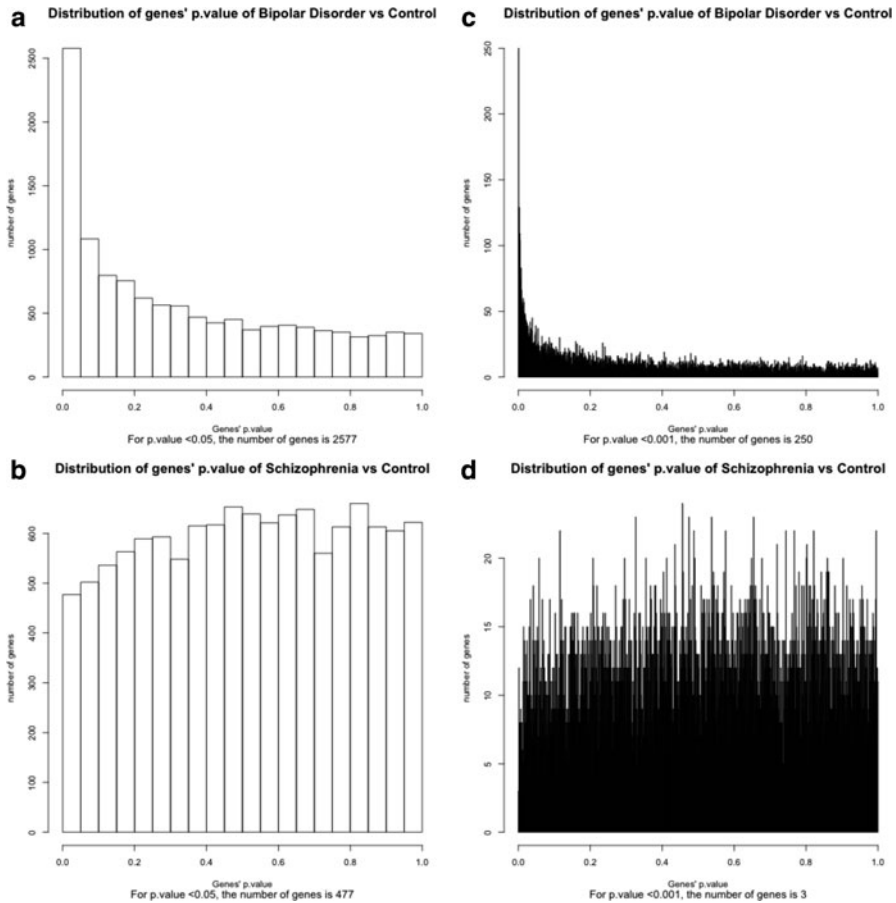 a
Distribution of genes' p.value of Bipolar Disorder vs Control
number of genes
2500
2000
1500
1000
500
0
0.0 0.2 0.4 0.6 0.8 1.0
Genes' p.value
For p.value <0.05, the number of genes is 2577
c
Distribution of genes' p.value of Bipolar Disorder vs Control
number of genes
250
200
150
100
50
0
0.0 0.2 0.4 0.6 0.8 1.0
Genes' p.value
For p.value <0.001, the number of genes is 250
b
Distribution of genes' p.value of Schizophrenia vs Control
number of genes
600
500
400
300
200
100
0
0.0 0.2 0.4 0.6 0.8 1.0
Genes' p.value
For p.value <0.05, the number of genes is 477
d
Distribution of genes' p.value of Schizophrenia vs Control
number of genes
20
15
10
5
0
0.0 0.2 0.4 0.6 0.8 1.0
Genes' p.value
For p.value <0.001, the number of genes is 3